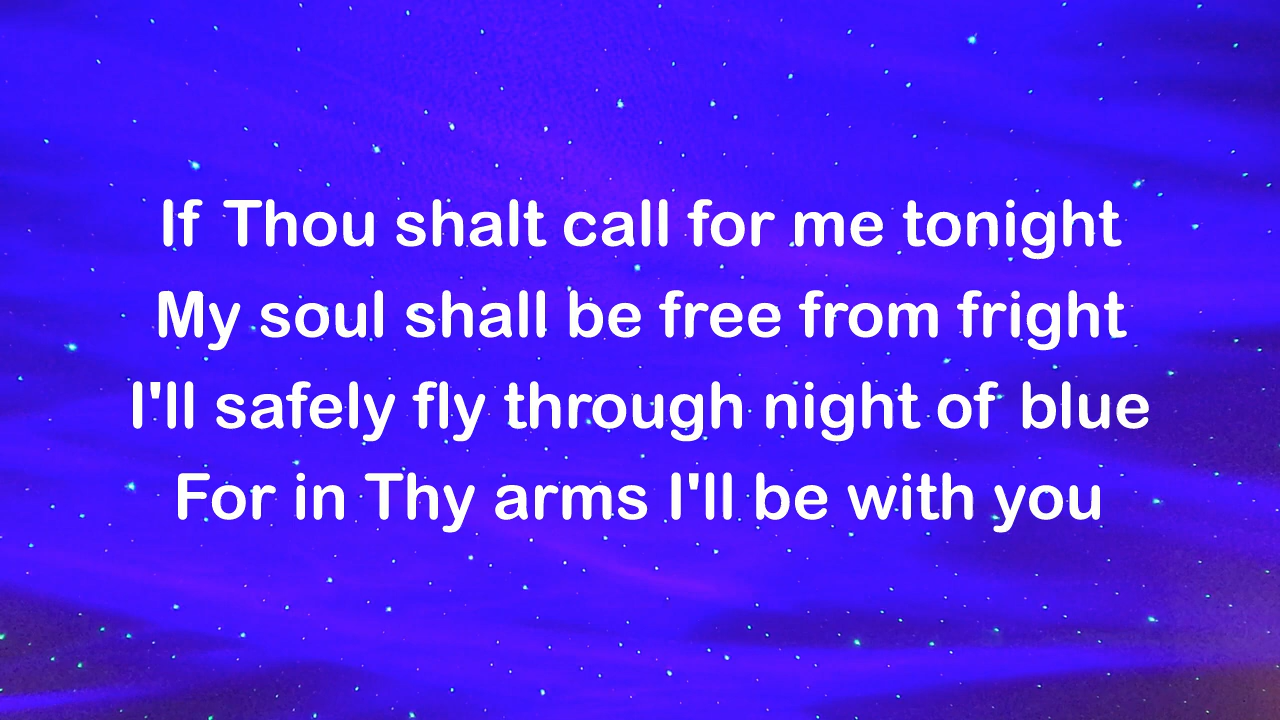 If Thou shalt call for me tonight
My soul shall be free from fright
I'll safely fly through night of blue
For in Thy arms I'll be with you